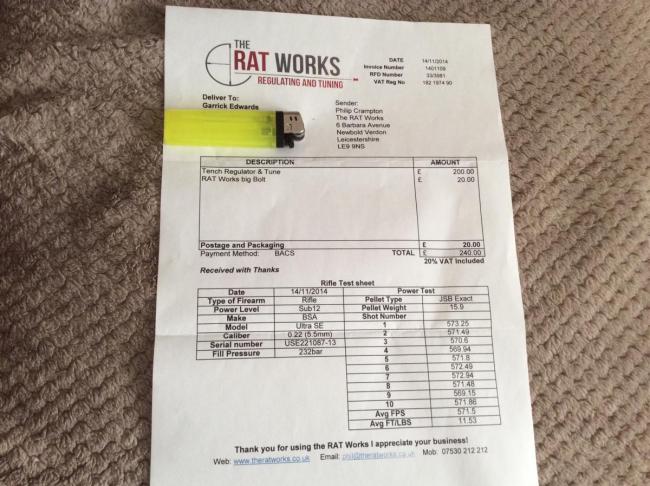 THE
RAT WORKS
REGULATING AND TUNING
DATE 14/11/2014
Invoice Number 1401109
RFD Number 33/3881
VAT Reg No 182 1974 90
Deliver To:
Garrick Edwards
Sender:
Philip Crampton
The RAT Works
6 Barbara Avenue
Newbold Verdon
Leicestershire
LE9 9NS
DESCRIPTION AMOUNT
Tench Regulator & Tune £ 200.00
RAT Works big Bolt £ 20.00
Postage and Packaging £ 20.00
Payment Method: BACS TOTAL £ 240.00
20% VAT Included
Received with Thanks
Rifle Test sheet
Date 14/11/2014 Power Test
Type of Firearm Rifle Pellet Type JSB Exact
Power Level Sub12 Pellet Weight 15.9
Make BSA Shot Number
Model Ultra SE 1 573.25
Caliber 0.22 (5.5mm) 2 571.49
Serial number USE221087-13 3 570.6
Fill Pressure 232bar 4 569.94
5 571.8
6 572.49
7 572.94
8 571.48
9 569.15
10 571.86
Avg FPS 571.5
Avg FT/LBS 11.53
Thank you for using the RAT Works I appreciate your business!
Web: www.theratworks.co.uk Email: phil@theratworks.co.uk Mob: 07530 212 212